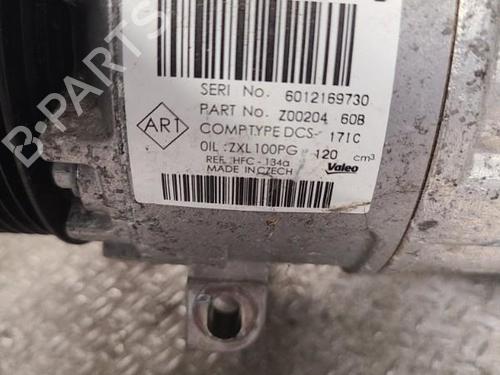 SERI No. 6012169730
PART No. Z00204 60B
COMPTYPE DCS- 17IC
OIL :ZXL100PG 120 cm3
REF. :HFC - 134a
MADE IN CZECH
ART
Valeo
B-PARTS